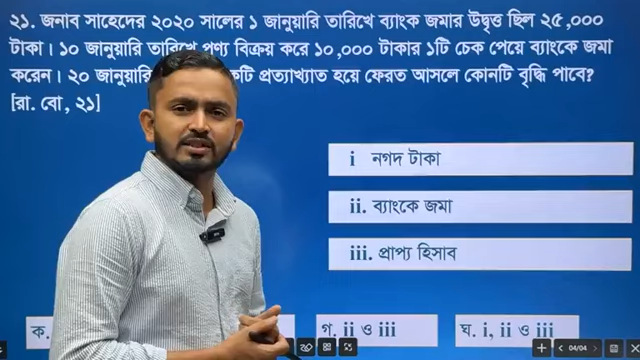 ২১. জনাব সাহেদের ২০২০ সালের ১ জানুয়ারি তারিখে ব্যাংক জমার উদ্বৃত্ত ছিল ২৫,০০০
টাকা। ১০ জানুয়ারি তারিখে পণ্য বিক্রয় করে ১০,০০০ টাকার ১টি চেক পেয়ে ব্যাংকে জমা
করেন। ২০ জানুয়ারি প্রত্যাখ্যাত হয়ে ফেরত আসলে কোনটি বৃদ্ধি পাবে?
[রা. বো, ২১]
i নগদ টাকা
ii. ব্যাংকে জমা
iii. প্রাপ্য হিসাব
ক. গ. ii ও iii ঘ. i, ii ও iii
04/04